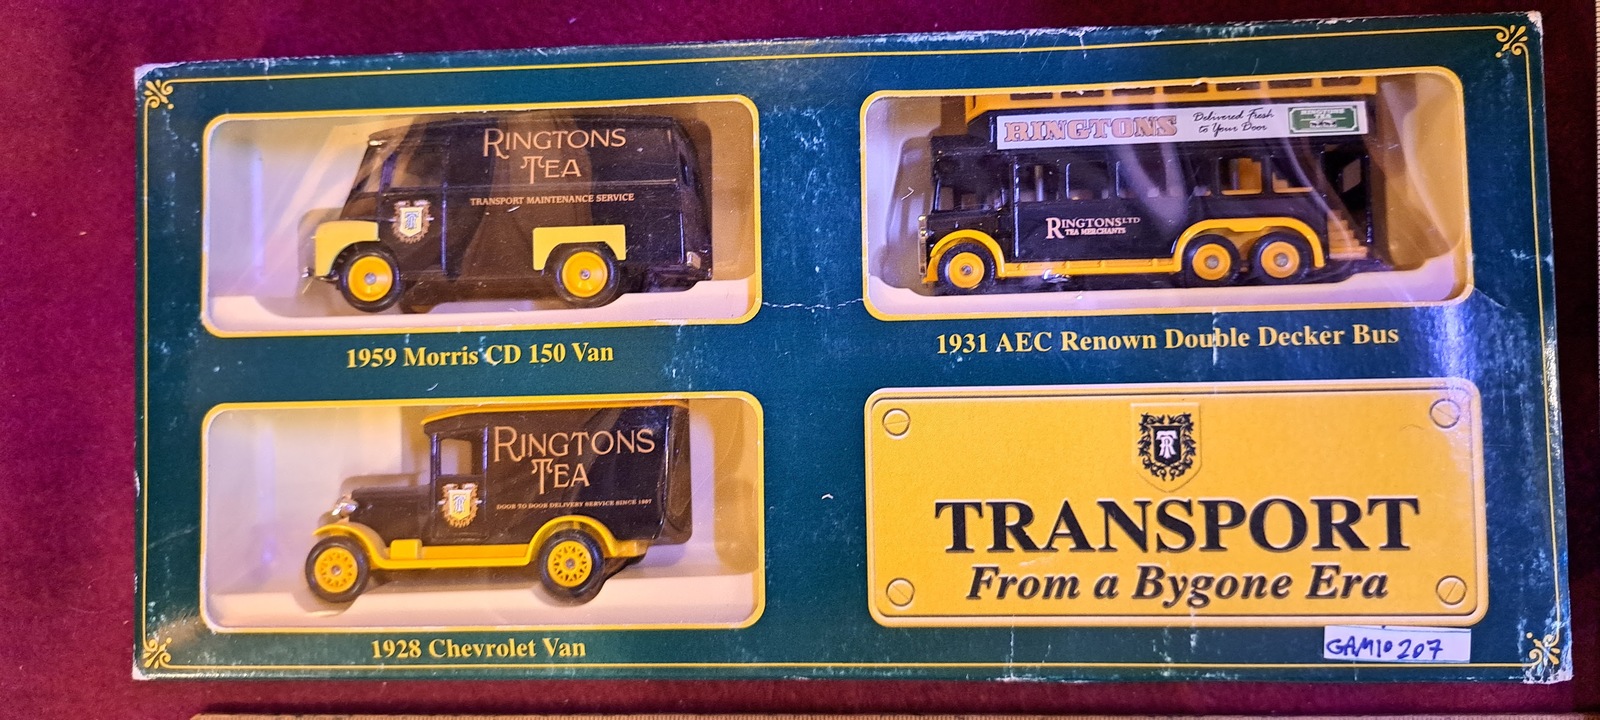 RINGTONS
TEA
TRANSPORT MAINTENANCE SERVICE
1959 Morris CD 150 Van
RINGTONS
Delivered Fresh
to Your Door
RINGTONS
TEA
RINGTONS LTD
TEA MERCHANTS
1931 AEC Renown Double Decker Bus
RINGTONS
TEA
DOOR TO DOOR DELIVERY SERVICE SINCE 1907
1928 Chevrolet Van
TRANSPORT
From a Bygone Era
GAM10207